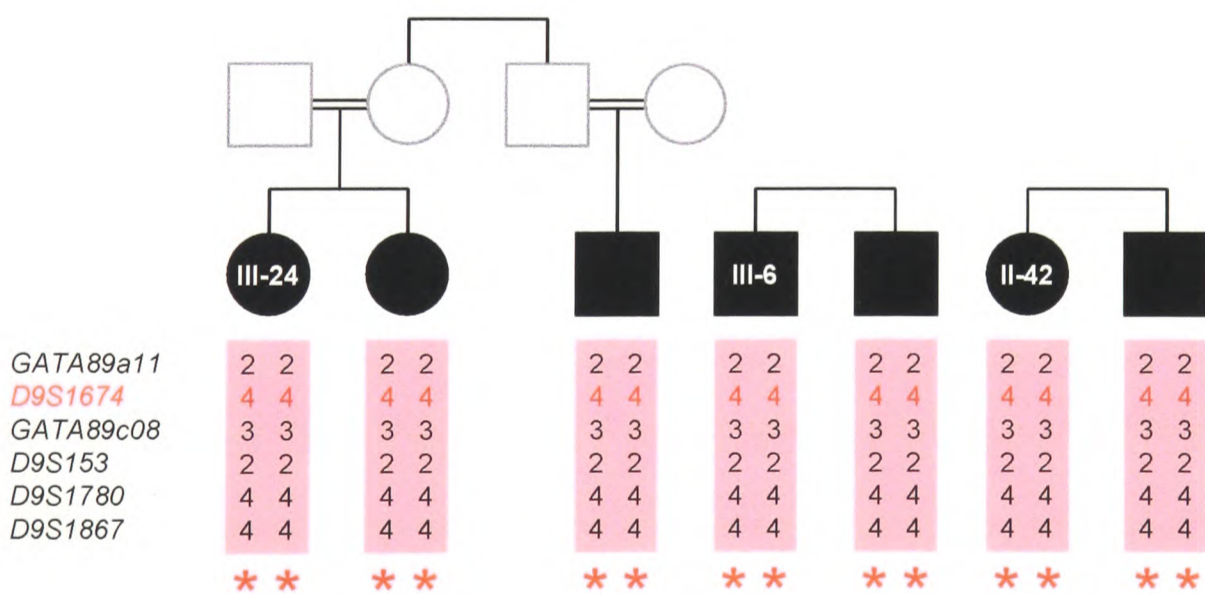 III-24 III-6 II-42
GATA89a11 2 2 2 2 2 2 2 2 2 2 2 2 2 2
D9S1674 4 4 4 4 4 4 4 4 4 4 4 4 4 4
GATA89c08 3 3 3 3 3 3 3 3 3 3 3 3 3 3
D9S153 2 2 2 2 2 2 2 2 2 2 2 2 2 2
D9S1780 4 4 4 4 4 4 4 4 4 4 4 4 4 4
D9S1867 4 4 4 4 4 4 4 4 4 4 4 4 4 4
* * * * * * * * * * * * * *